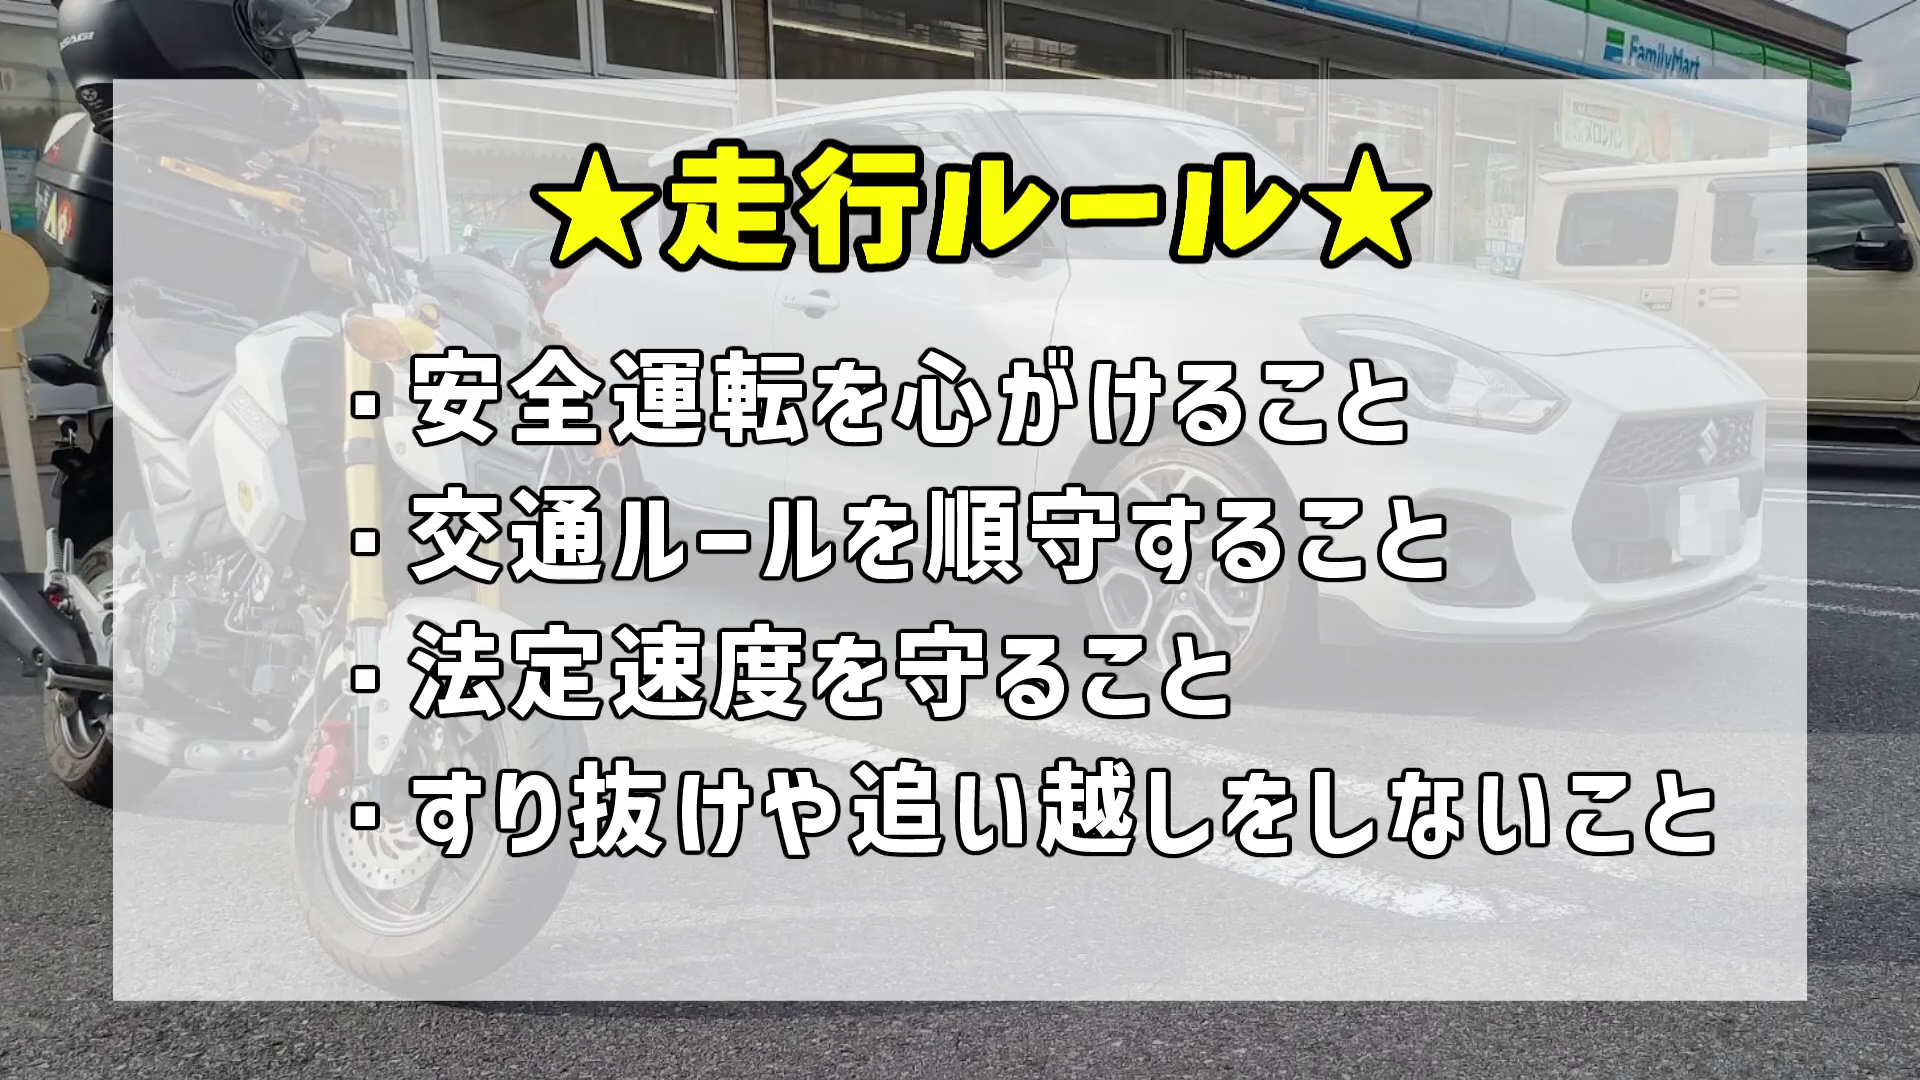 FamilyMart
★走行ルール★
・安全運転を心がけること
・交通ルールを順守すること
・法定速度を守ること
・すり抜けや追い越しをしないこと